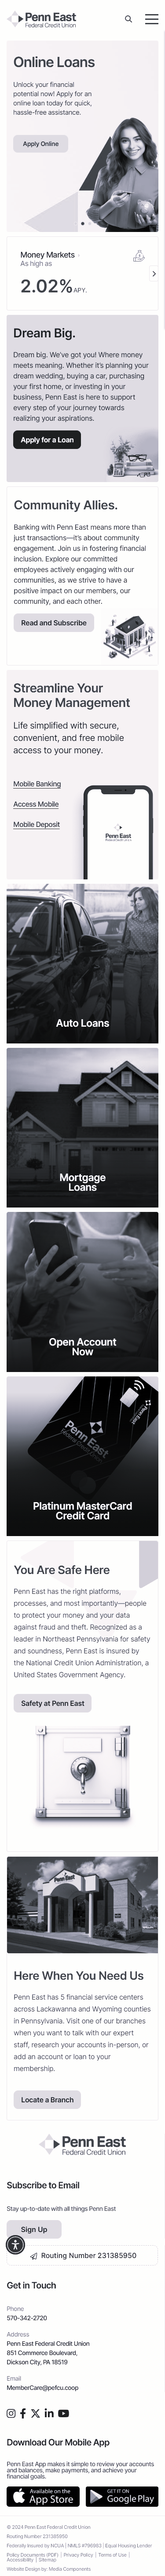 Penn East
Federal Credit Union
Online Loans
Unlock your financial
potential now! Apply for an
online loan today for quick,
hassle-free assistance.
Apply Online
Money Markets
As high as
2.02% APY.
Dream Big.
Dream big. We've got you! Where money
meets meaning. Whether it's planning your
dream wedding, buying a car, purchasing
your first home, or investing in your
business, Penn East is here to support
every step of your journey towards
realizing your aspirations.
Apply for a Loan
Community Allies.
Banking with Penn East means more than
just transactions—it's about community
engagement. Join us in fostering financial
inclusion. Explore our committed
employees actively engaging with our
communities, as we strive to have a
positive impact on our members, our
community, and each other.
Read and Subscribe
Streamline Your
Money Management
Life simplified with secure,
convenient, and free mobile
access to your money.
Mobile Banking
Access Mobile
Mobile Deposit
Penn East
Auto Loans
Mortgage
Loans
Open Account
Now
Penn East
Platinum MasterCard
Credit Card
You Are Safe Here
Penn East has the right platforms,
processes, and most importantly—people
to protect your money and your data
against fraud and theft. Recognized as a
leader in Northeast Pennsylvania for safety
and soundness, Penn East is insured by
the National Credit Union Administration, a
United States Government Agency.
Safety at Penn East
Penn East
Here When You Need Us
Penn East has 5 financial service centers
across Lackawanna and Wyoming counties
in Pennsylvania. Visit one of our branches
when you want to talk with our expert
staff, research your accounts in-person, or
add an account or loan to your
membership.
Locate a Branch
Penn East
Federal Credit Union
Subscribe to Email
Stay up-to-date with all things Penn East
Sign Up
Routing Number 231385950
Get in Touch
Phone
570-342-2720
Address
Penn East Federal Credit Union
851 Commerce Boulevard,
Dickson City, PA 18519
Email
MemberCare@pefcu.coop
Download Our Mobile App
Penn East App makes it simple to review your accounts
and balances, make payments, and achieve your
financial goals.
Available on the
App Store
GET IT ON
Google Play
© 2024 Penn East Federal Credit Union
Routing Number 231385950
Federally Insured by NCUA | NMLS #786983 | Equal Housing Lender
Policy Documents (PDF) | Privacy Policy | Terms of Use |
Accessibility | Sitemap
Website Design by: Media Components